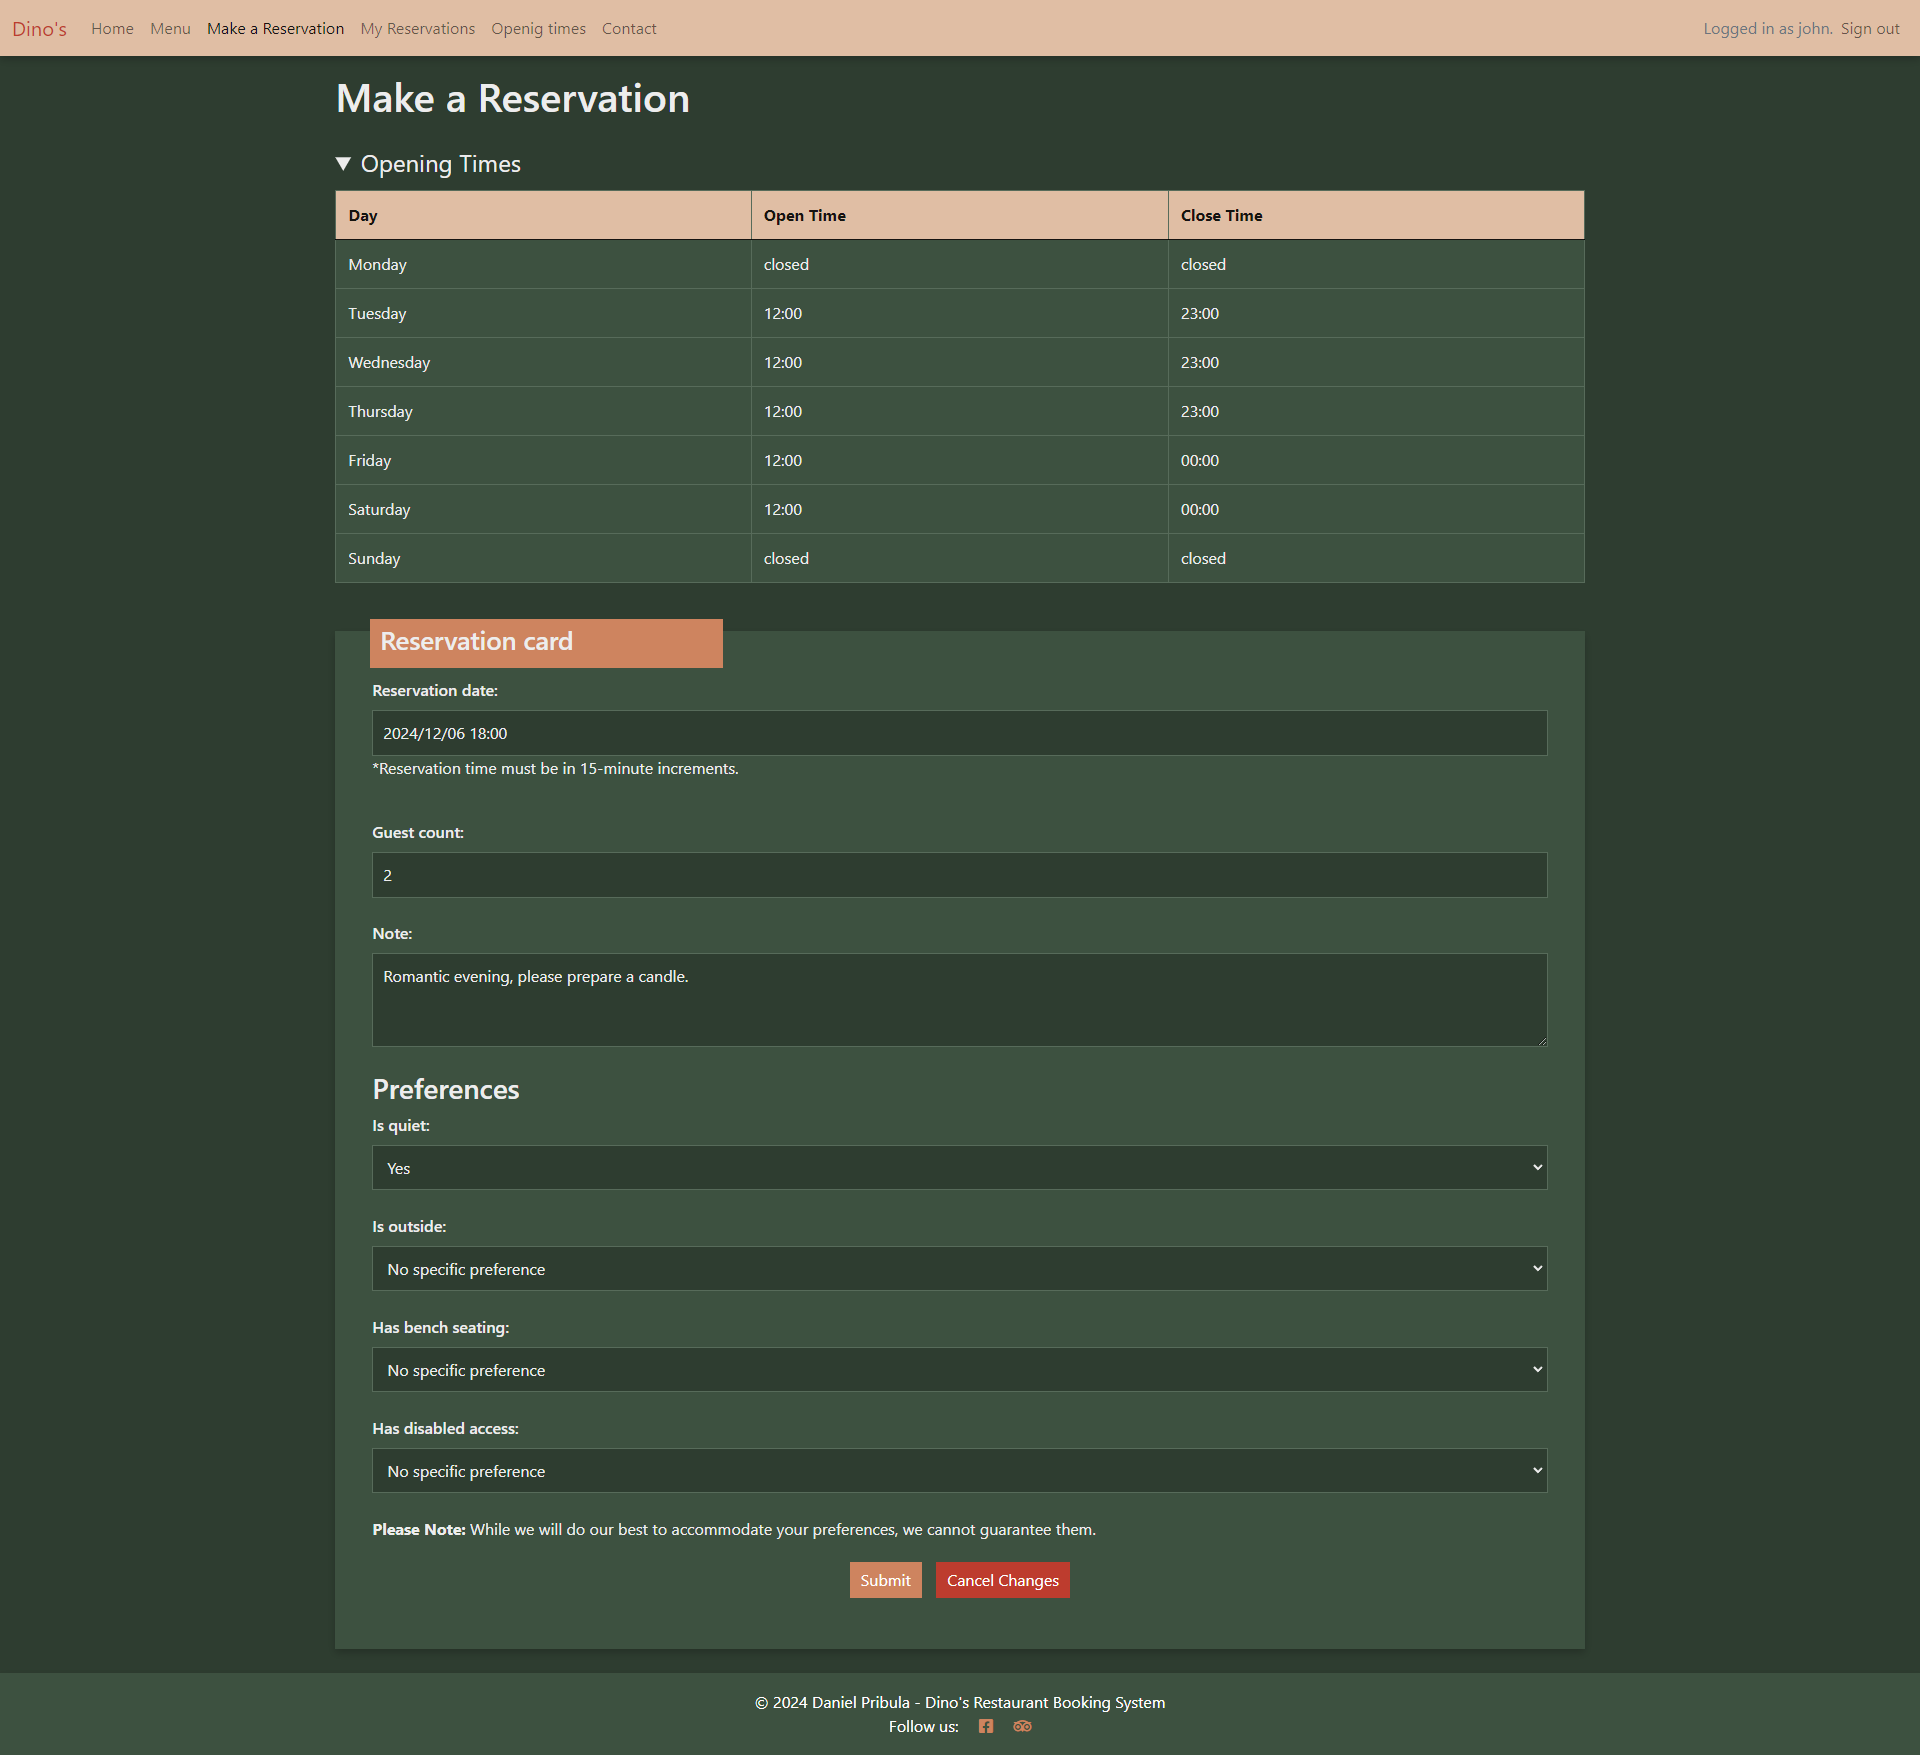 Dino's Home Menu Make a Reservation My Reservations Openig times Contact Logged in as john. Sign out
Make a Reservation
Opening Times
Day Open Time Close Time
Monday closed closed
Tuesday 12:00 23:00
Wednesday 12:00 23:00
Thursday 12:00 23:00
Friday 12:00 00:00
Saturday 12:00 00:00
Sunday closed closed
Reservation card
Reservation date:
2024/12/06 18:00
*Reservation time must be in 15-minute increments.
Guest count:
2
Note:
Romantic evening, please prepare a candle.
Preferences
Is quiet:
Yes
Is outside:
No specific preference
Has bench seating:
No specific preference
Has disabled access:
No specific preference
Please Note: While we will do our best to accommodate your preferences, we cannot guarantee them.
Submit Cancel Changes
© 2024 Daniel Pribula - Dino's Restaurant Booking System
Follow us: